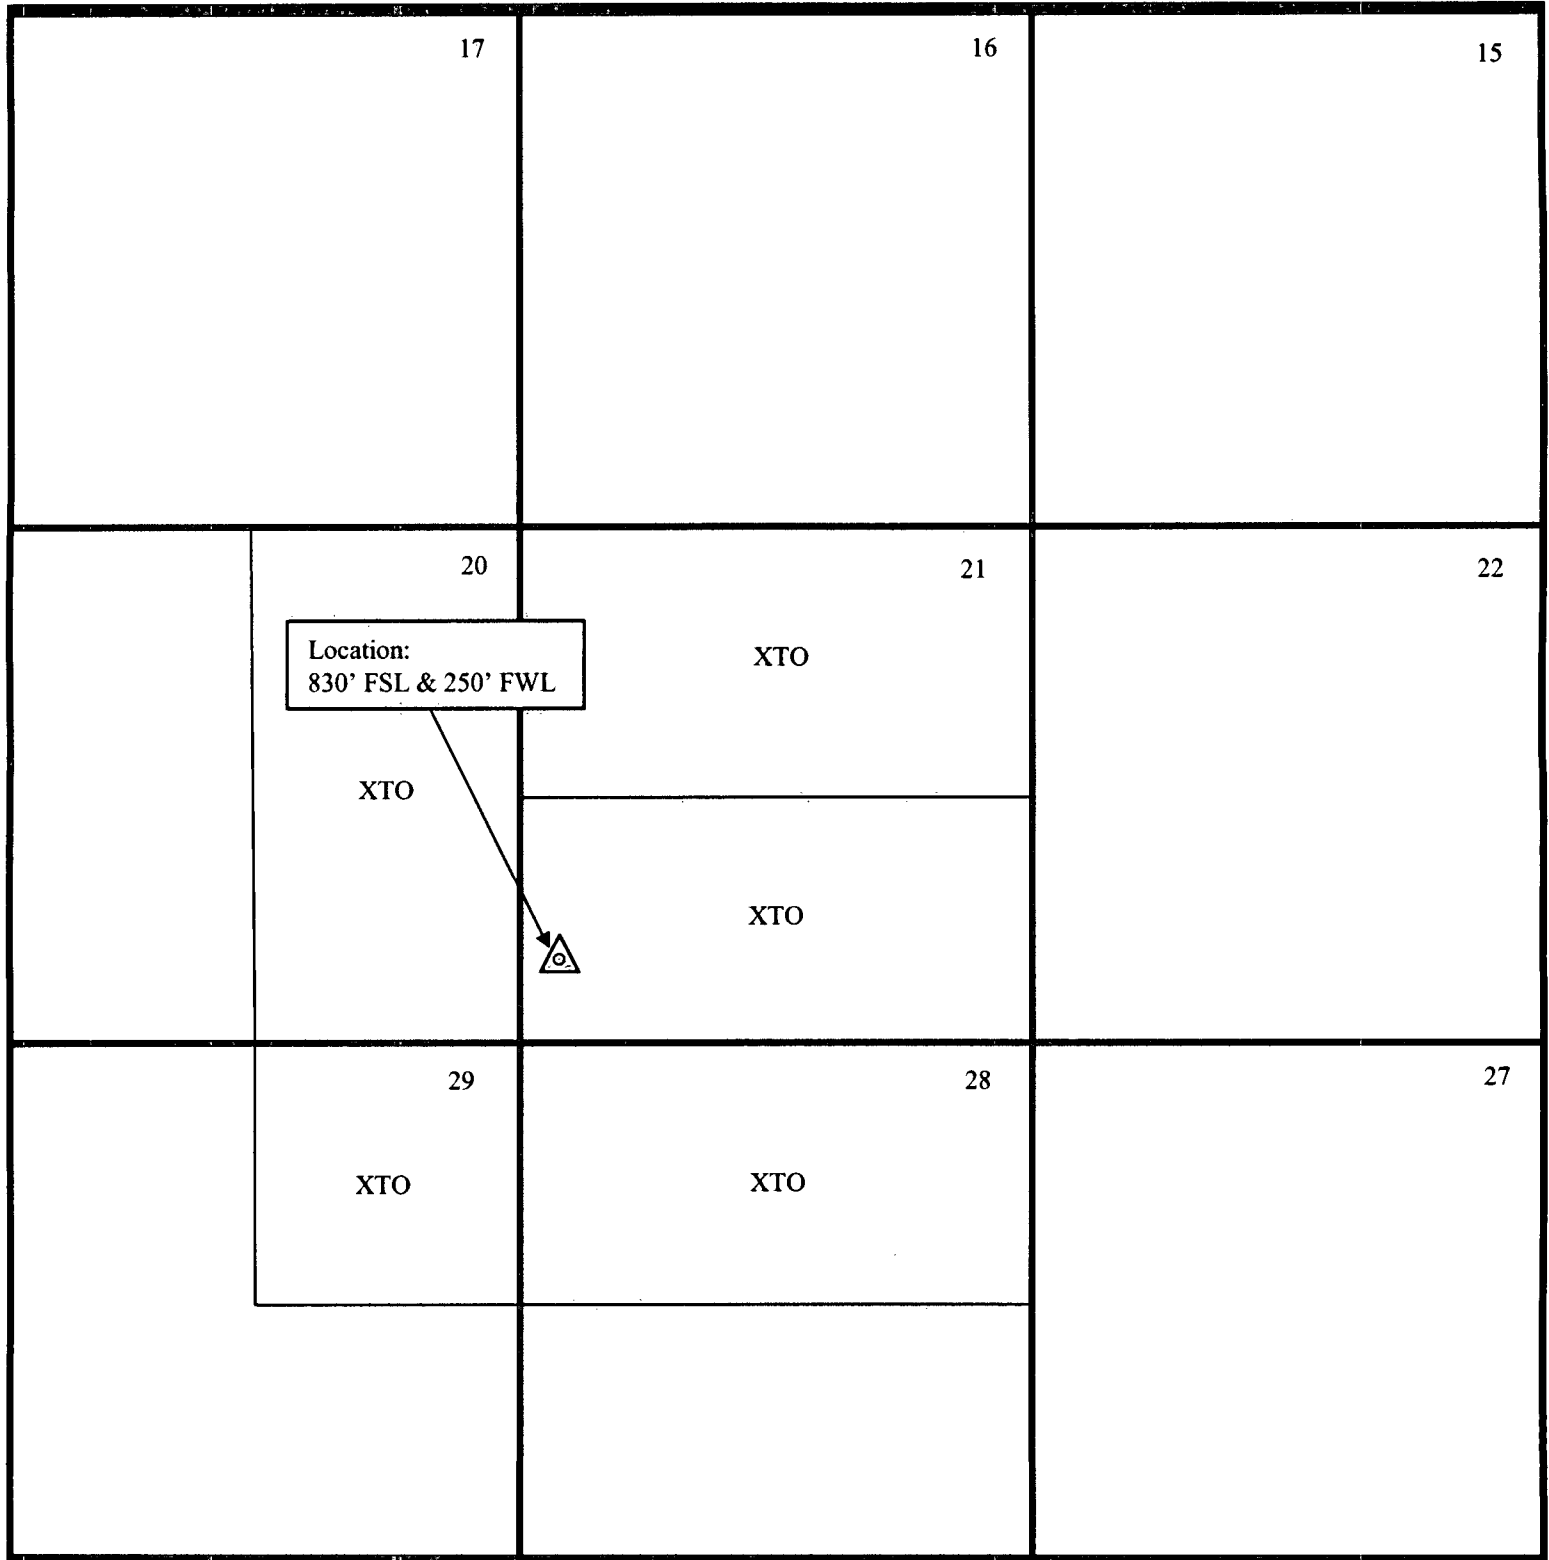 17
16
15
20
21
22
Location:
830’ FSL & 250’ FWL
XTO
XTO
XTO
29
28
27
XTO
XTO